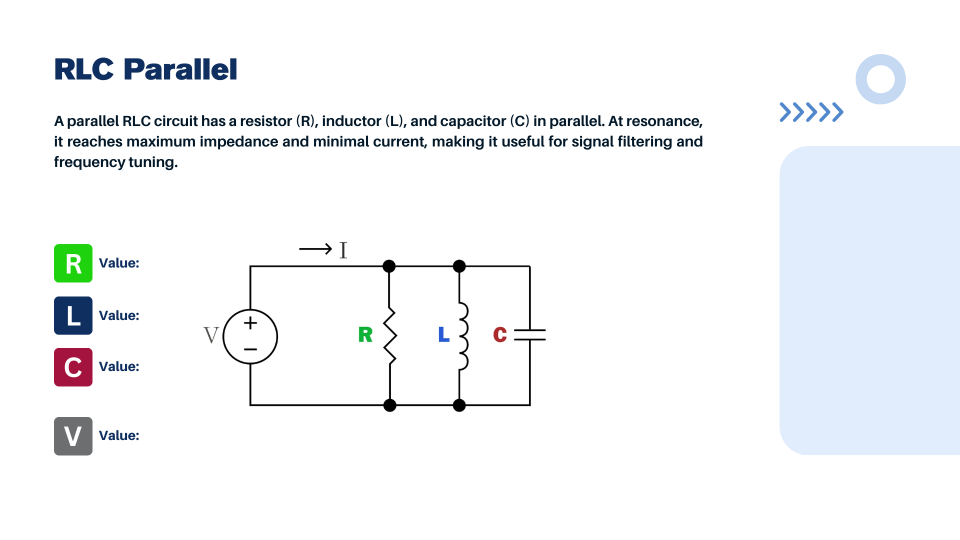 RLC Parallel
A parallel RLC circuit has a resistor (R), inductor (L), and capacitor (C) in parallel. At resonance,
it reaches maximum impedance and minimal current, making it useful for signal filtering and
frequency tuning.
R Value:
L Value:
C Value:
V Value:
I
V
+
−
R
L
C